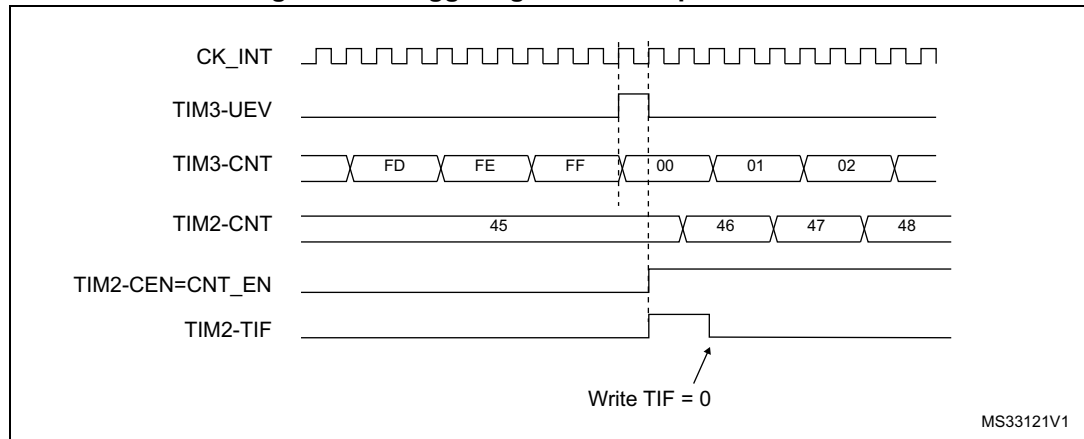 CK_INT
TIM3-UEV
TIM3-CNT FD FE FF 00 01 02
TIM2-CNT 45 46 47 48
TIM2-CEN=CNT_EN
TIM2-TIF
Write TIF = 0
MS33121V1